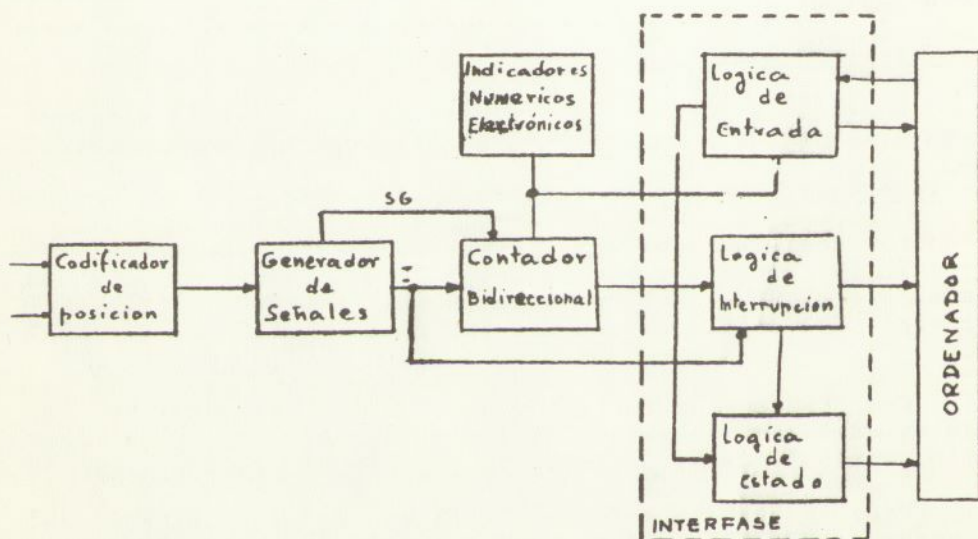 Indicadores
Numericos
Electrónicos
Logica
de
Entrada
SG
Codificador
de
posicion
Generador
de
Señales
I
Contador
Bidireccional
Logica
de
Interrupcion
Logica
de
Estado
INTERFASE
ORDENADOR